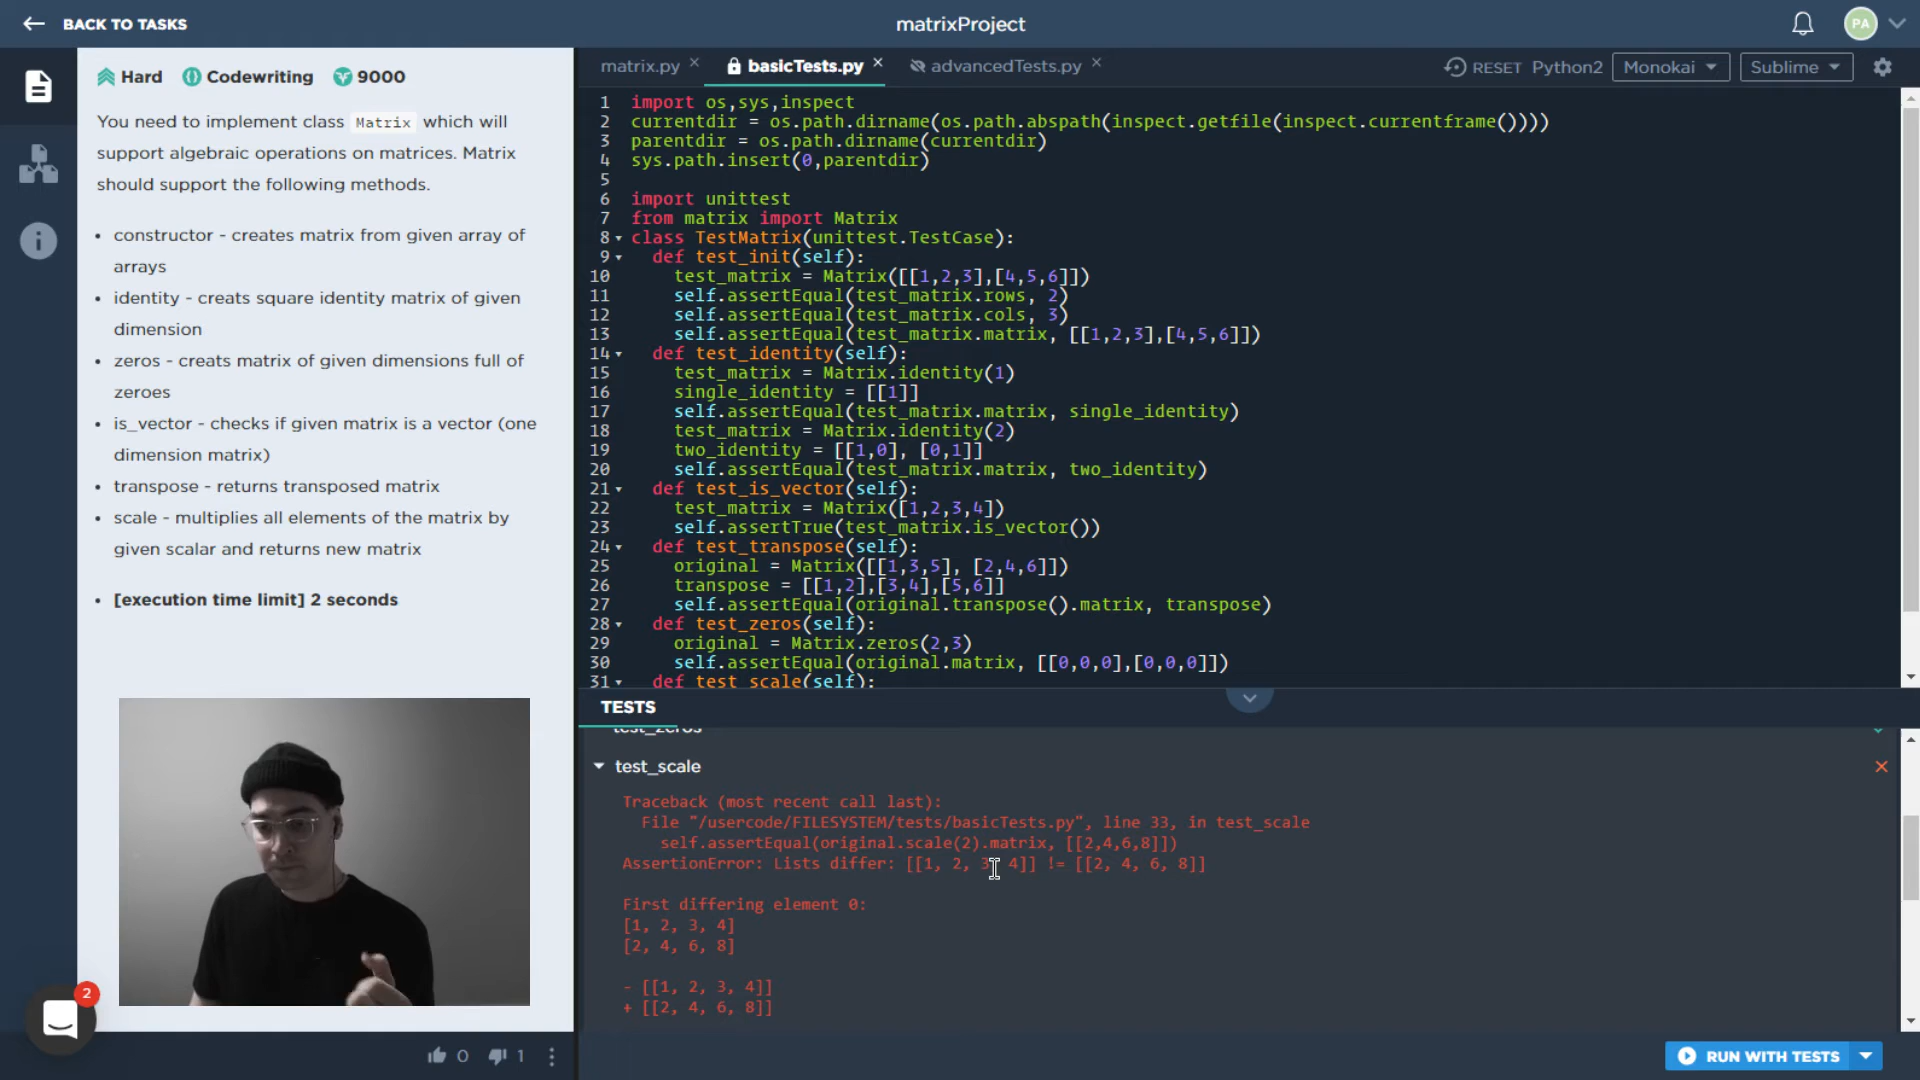 BACK TO TASKS
matrixProject
PA
Hard Codewriting 9000
You need to implement class Matrix which will
support algebraic operations on matrices. Matrix
should support the following methods.
• constructor - creates matrix from given array of
arrays
• identity - creats square identity matrix of given
dimension
• zeros - creats matrix of given dimensions full of
zeroes
• is_vector - checks if given matrix is a vector (one
dimension matrix)
• transpose - returns transposed matrix
• scale - multiplies all elements of the matrix by
given scalar and returns new matrix
• [execution time limit] 2 seconds
2
0 1
matrix.py × basicTests.py × advancedTests.py ×
RESET Python2 Monokai Sublime
1 import os,sys,inspect
2 currentdir = os.path.dirname(os.path.abspath(inspect.getfile(inspect.currentframe())))
3 parentdir = os.path.dirname(currentdir)
4 sys.path.insert(0,parentdir)
5
6 import unittest
7 from matrix import Matrix
8 class TestMatrix(unittest.TestCase):
9 def test_init(self):
10 test_matrix = Matrix([[1,2,3],[4,5,6]])
11 self.assertEqual(test_matrix.rows, 2)
12 self.assertEqual(test_matrix.cols, 3)
13 self.assertEqual(test_matrix.matrix, [[1,2,3],[4,5,6]])
14 def test_identity(self):
15 test_matrix = Matrix.identity(1)
16 single_identity = [[1]]
17 self.assertEqual(test_matrix.matrix, single_identity)
18 test_matrix = Matrix.identity(2)
19 two_identity = [[1,0], [0,1]]
20 self.assertEqual(test_matrix.matrix, two_identity)
21 def test_is_vector(self):
22 test_matrix = Matrix([1,2,3,4])
23 self.assertTrue(test_matrix.is_vector())
24 def test_transpose(self):
25 original = Matrix([[1,3,5], [2,4,6]])
26 transpose = [[1,2],[3,4],[5,6]]
27 self.assertEqual(original.transpose().matrix, transpose)
28 def test_zeros(self):
29 original = Matrix.zeros(2,3)
30 self.assertEqual(original.matrix, [[0,0,0],[0,0,0]])
31 def test_scale(self):
TESTS
test_zeros
test_scale
Traceback (most recent call last):
File "/usercode/FILESYSTEM/tests/basicTests.py", line 33, in test_scale
self.assertEqual(original.scale(2).matrix, [[2,4,6,8]])
AssertionError: Lists differ: [[1, 2, 3, 4]] != [[2, 4, 6, 8]]
First differing element 0:
[1, 2, 3, 4]
[2, 4, 6, 8]
- [[1, 2, 3, 4]]
+ [[2, 4, 6, 8]]
RUN WITH TESTS